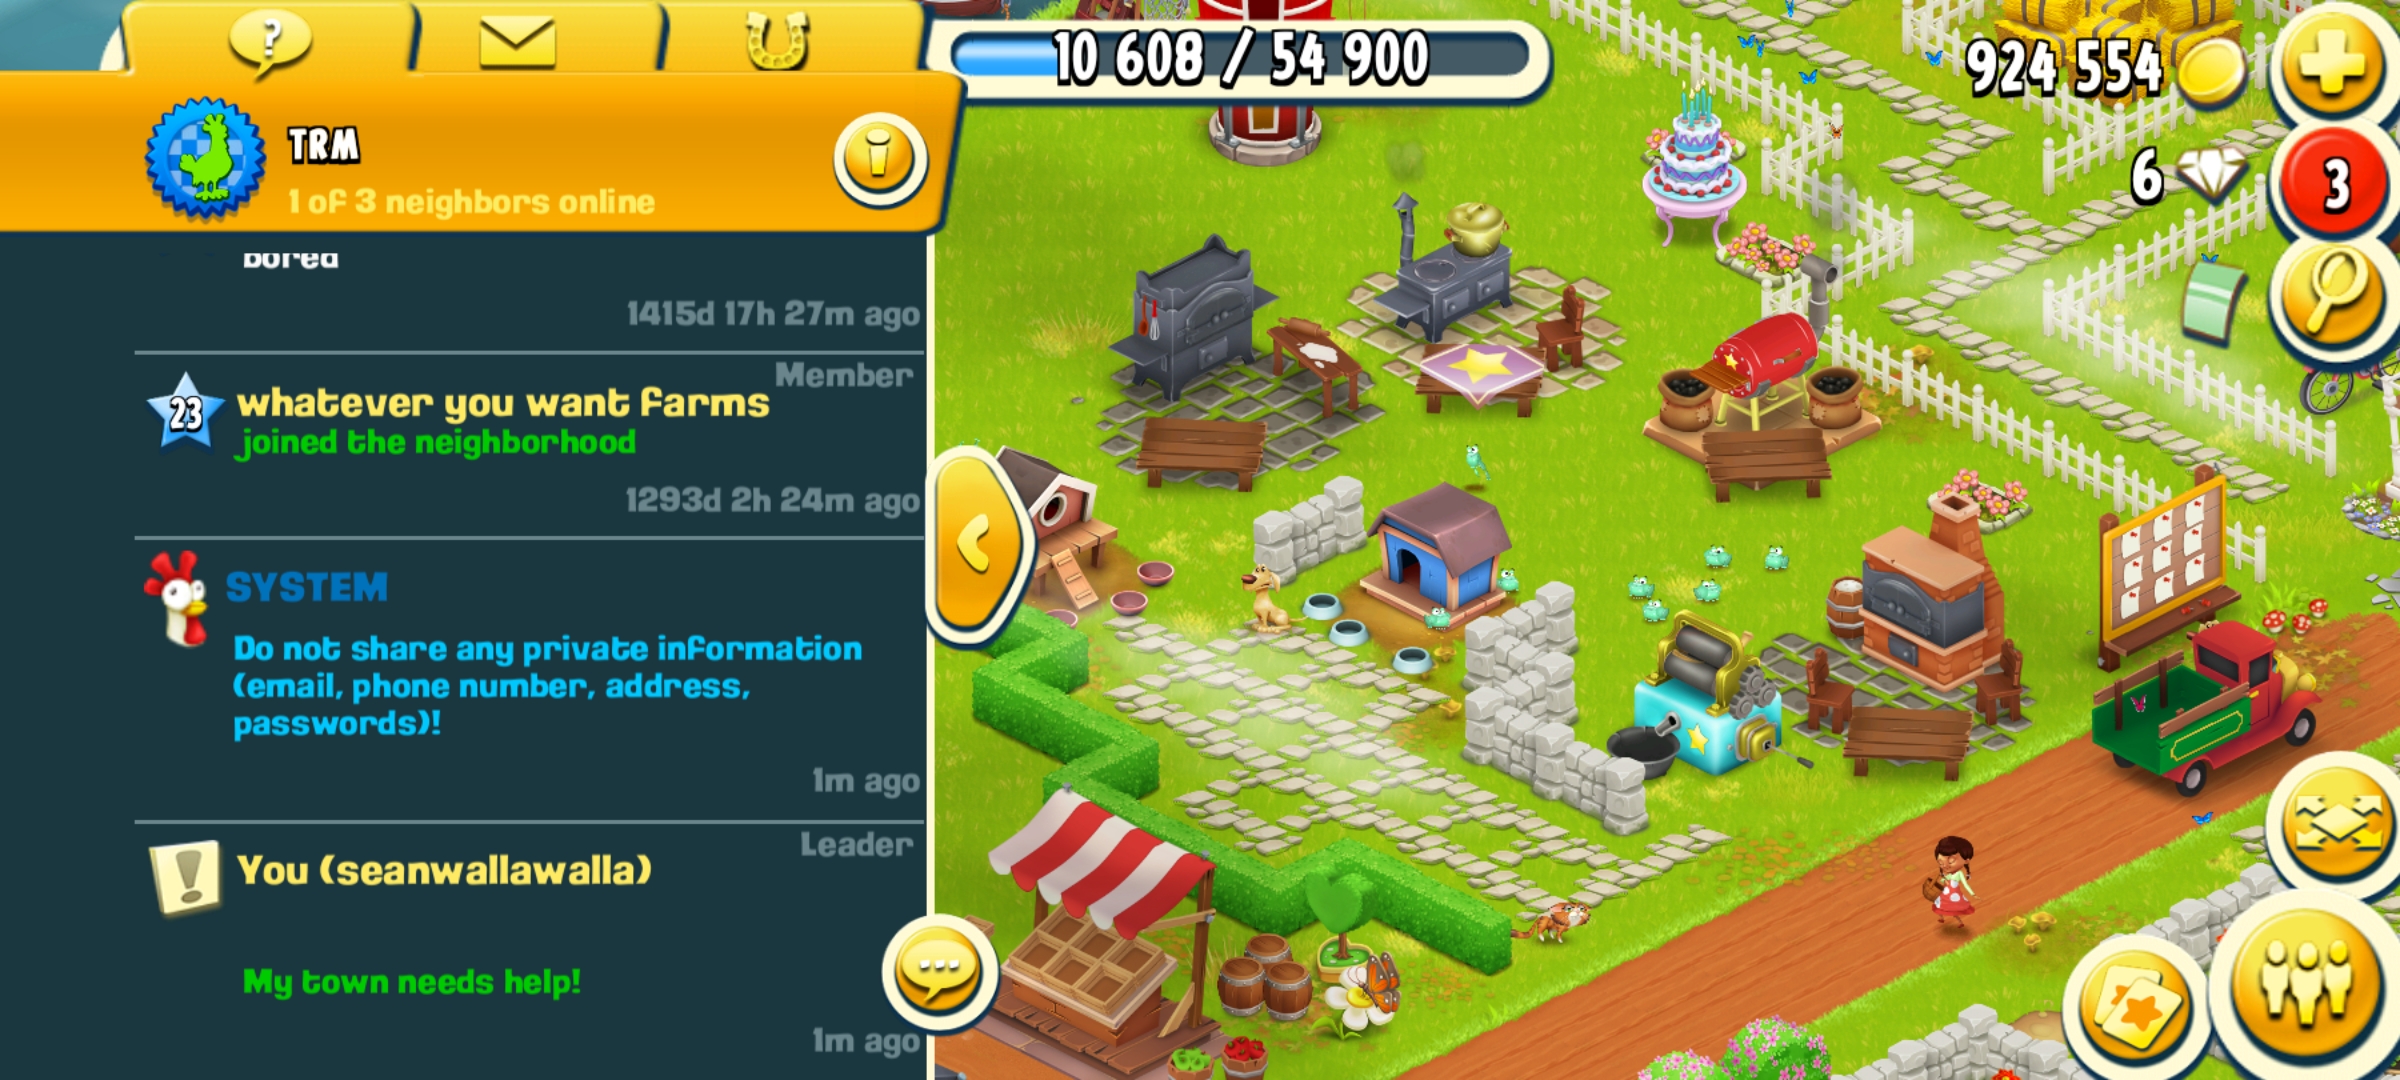 10 608 / 54 900
924 554
6
3
TRM
1 of 3 neighbors online
bored
1415d 17h 27m ago
Member
23
whatever you want farms
joined the neighborhood
1293d 2h 24m ago
SYSTEM
Do not share any private information
(email, phone number, address,
passwords)!
1m ago
Leader
You (seanwallawalla)
My town needs help!
1m ago